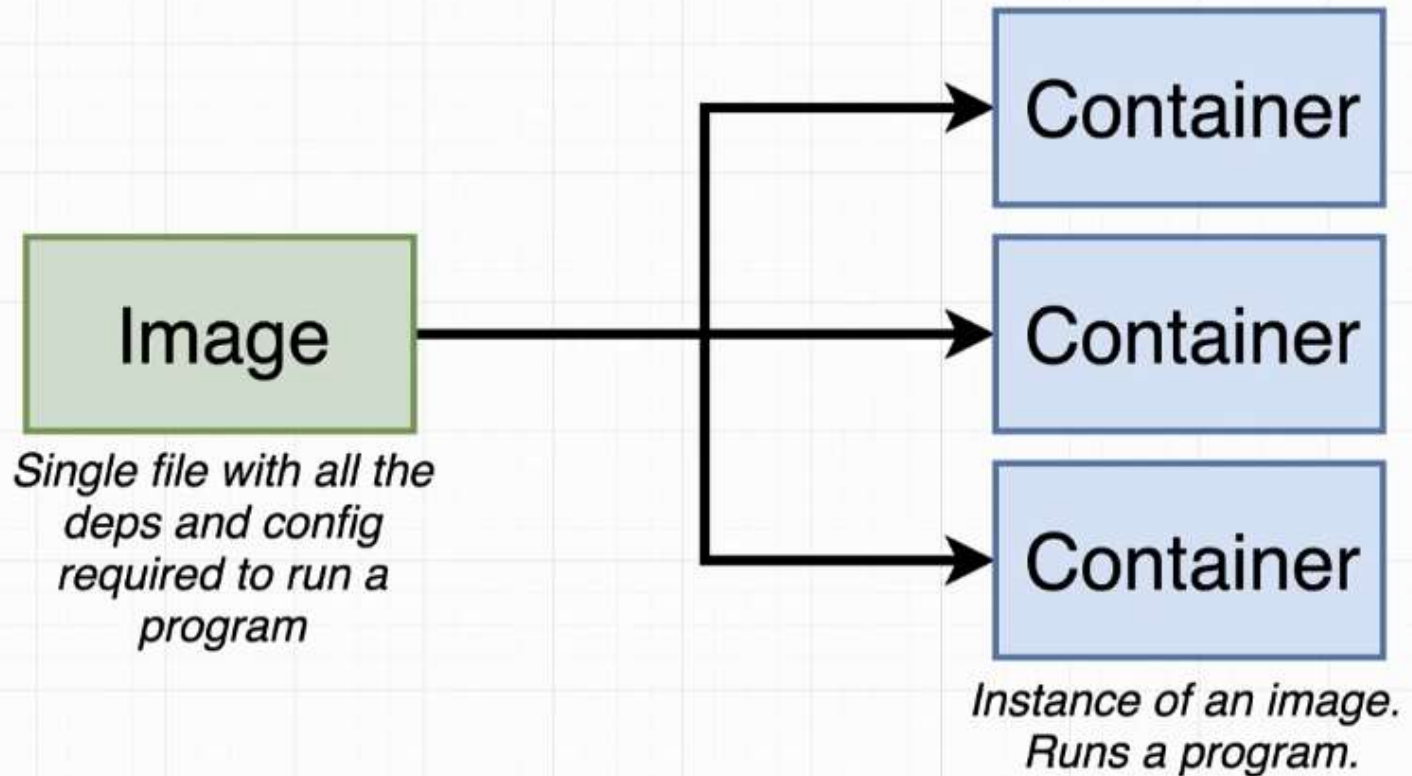 Image
Single file with all the
deps and config
required to run a
program
Container
Container
Container
Instance of an image.
Runs a program.